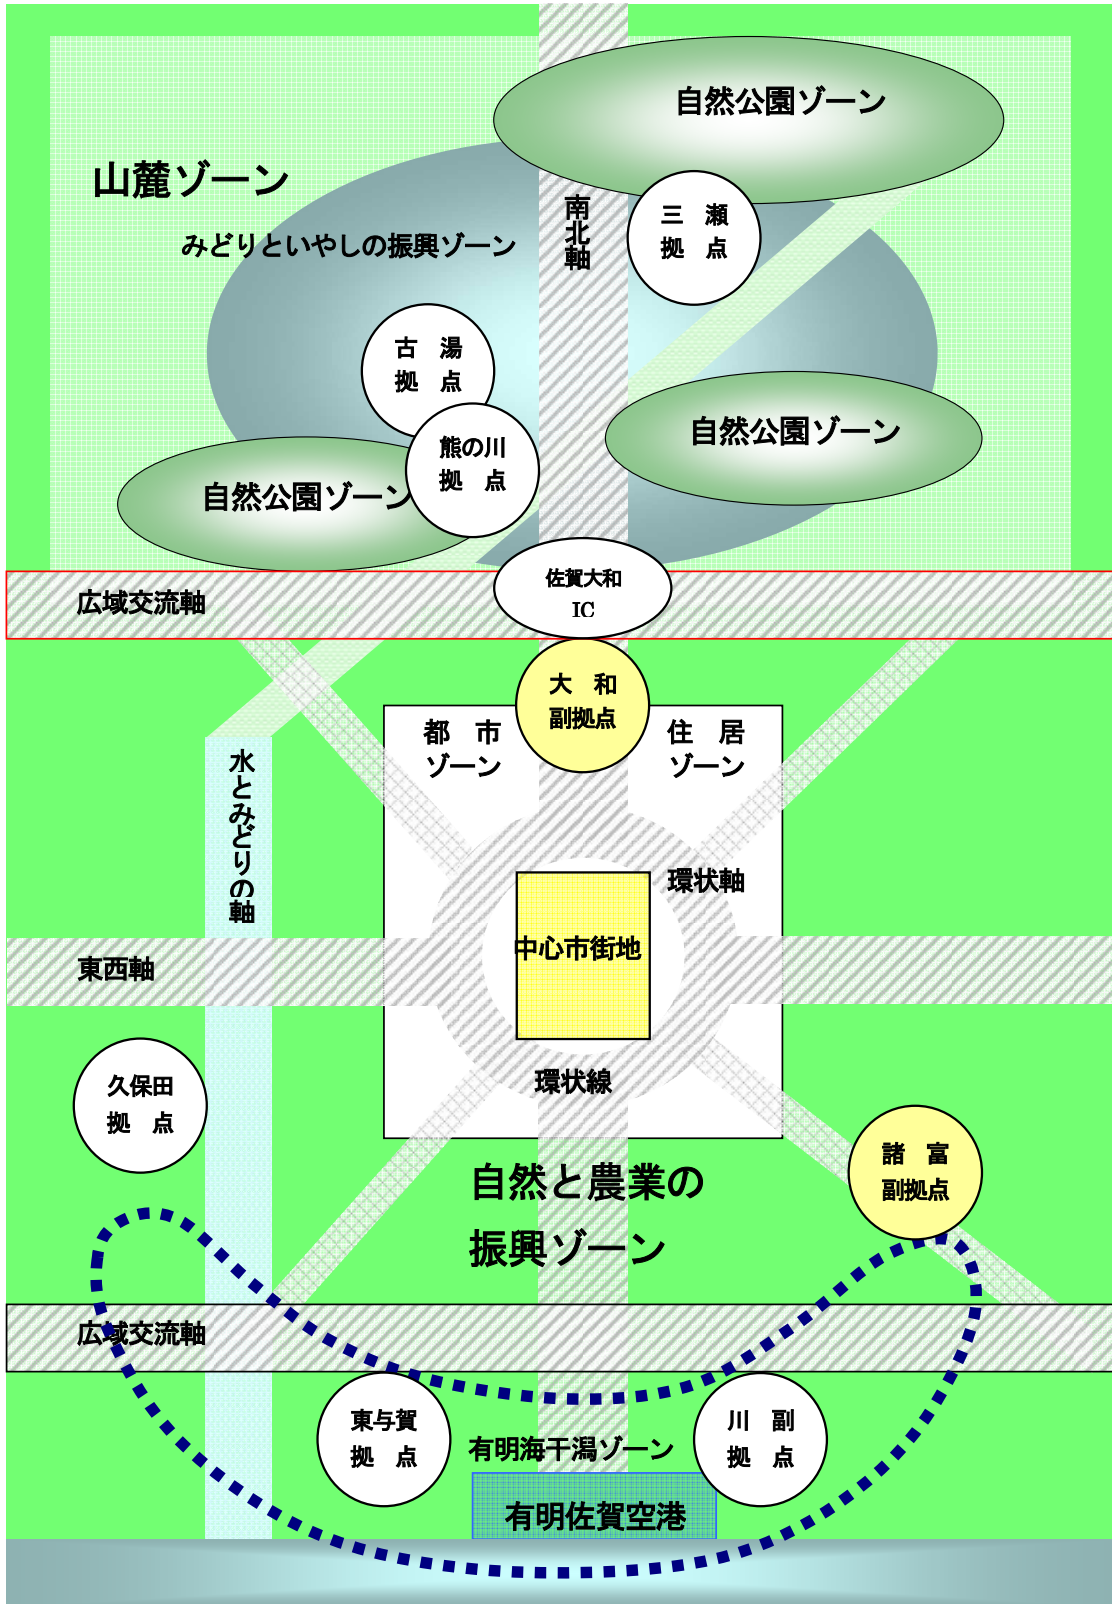 自然公園ゾーン
山麓ゾーン
みどりといやしの振興ゾーン
南北軸
三　瀬
拠　点
古　湯
拠　点
自然公園ゾーン
熊の川
拠　点
自然公園ゾーン
佐賀大和
IC
広域交流軸
大　和
副拠点
都　市
ゾーン
住　居
ゾーン
水とみどりの軸
環状軸
中心市街地
東西軸
環状線
久保田
拠　点
諸　富
副拠点
自然と農業の
振興ゾーン
広域交流軸
東与賀
拠　点
川　副
拠　点
有明海干潟ゾーン
有明佐賀空港